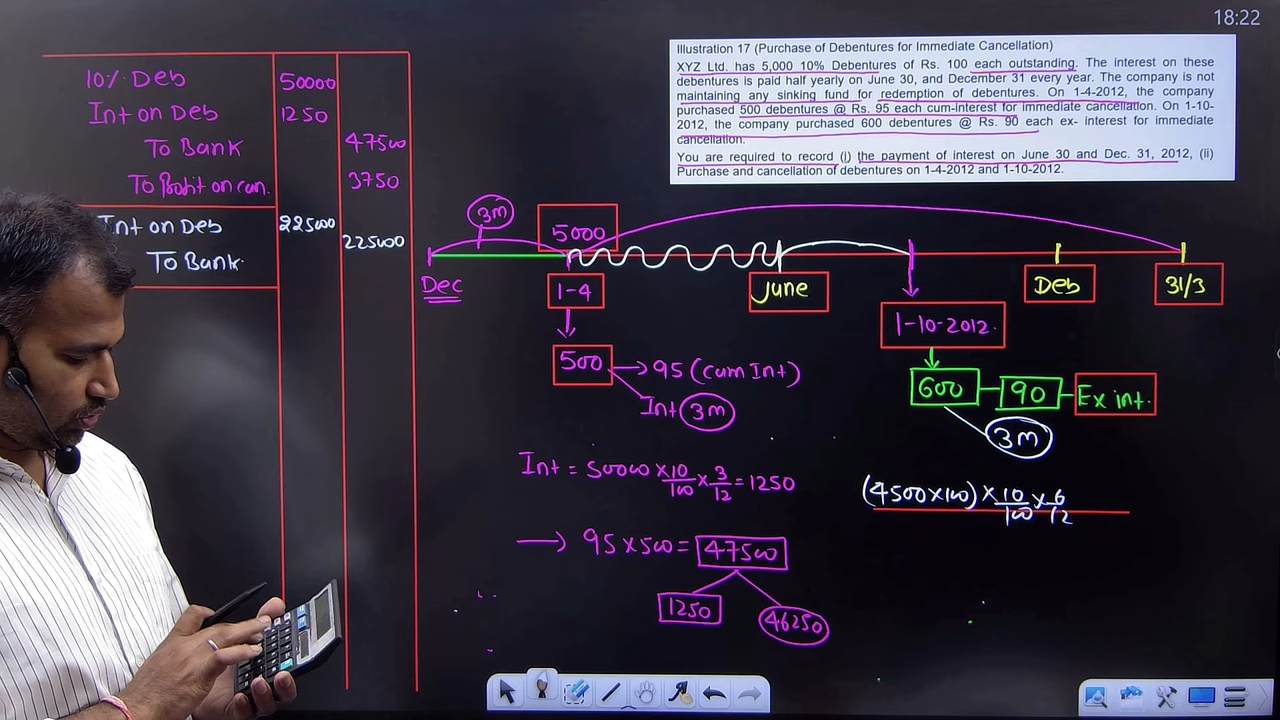 18:22
Illustration 17 (Purchase of Debentures for Immediate Cancellation)
XYZ Ltd. has 5,000 10% Debentures of Rs. 100 each outstanding. The interest on these
debentures is paid half yearly on June 30, and December 31 every year. The company is not
maintaining any sinking fund for redemption of debentures. On 1-4-2012, the company
purchased 500 debentures @ Rs. 95 each cum-interest for immediate cancellation. On 1-10-
2012, the company purchased 600 debentures @ Rs. 90 each ex- interest for immediate
cancellation.
You are required to record (i) the payment of interest on June 30 and Dec. 31, 2012, (ii)
Purchase and cancellation of debentures on 1-4-2012 and 1-10-2012.
10% Deb 50000
Int on Deb 1250
To Bank 47500
To Profit on can. 3750
Int on Deb 225000
To Bank 225000
3m
5000
Dec
1-4
June
1-10-2012.
Deb
31/3
500 → 95 (cum Int)
Int 3m
600 90 Ex int.
3m
Int = 50000 × 10/100 × 3/12 = 1250
(4500×100) × 10/100 × 6/12
→ 95×500 = 47500
1250 46250